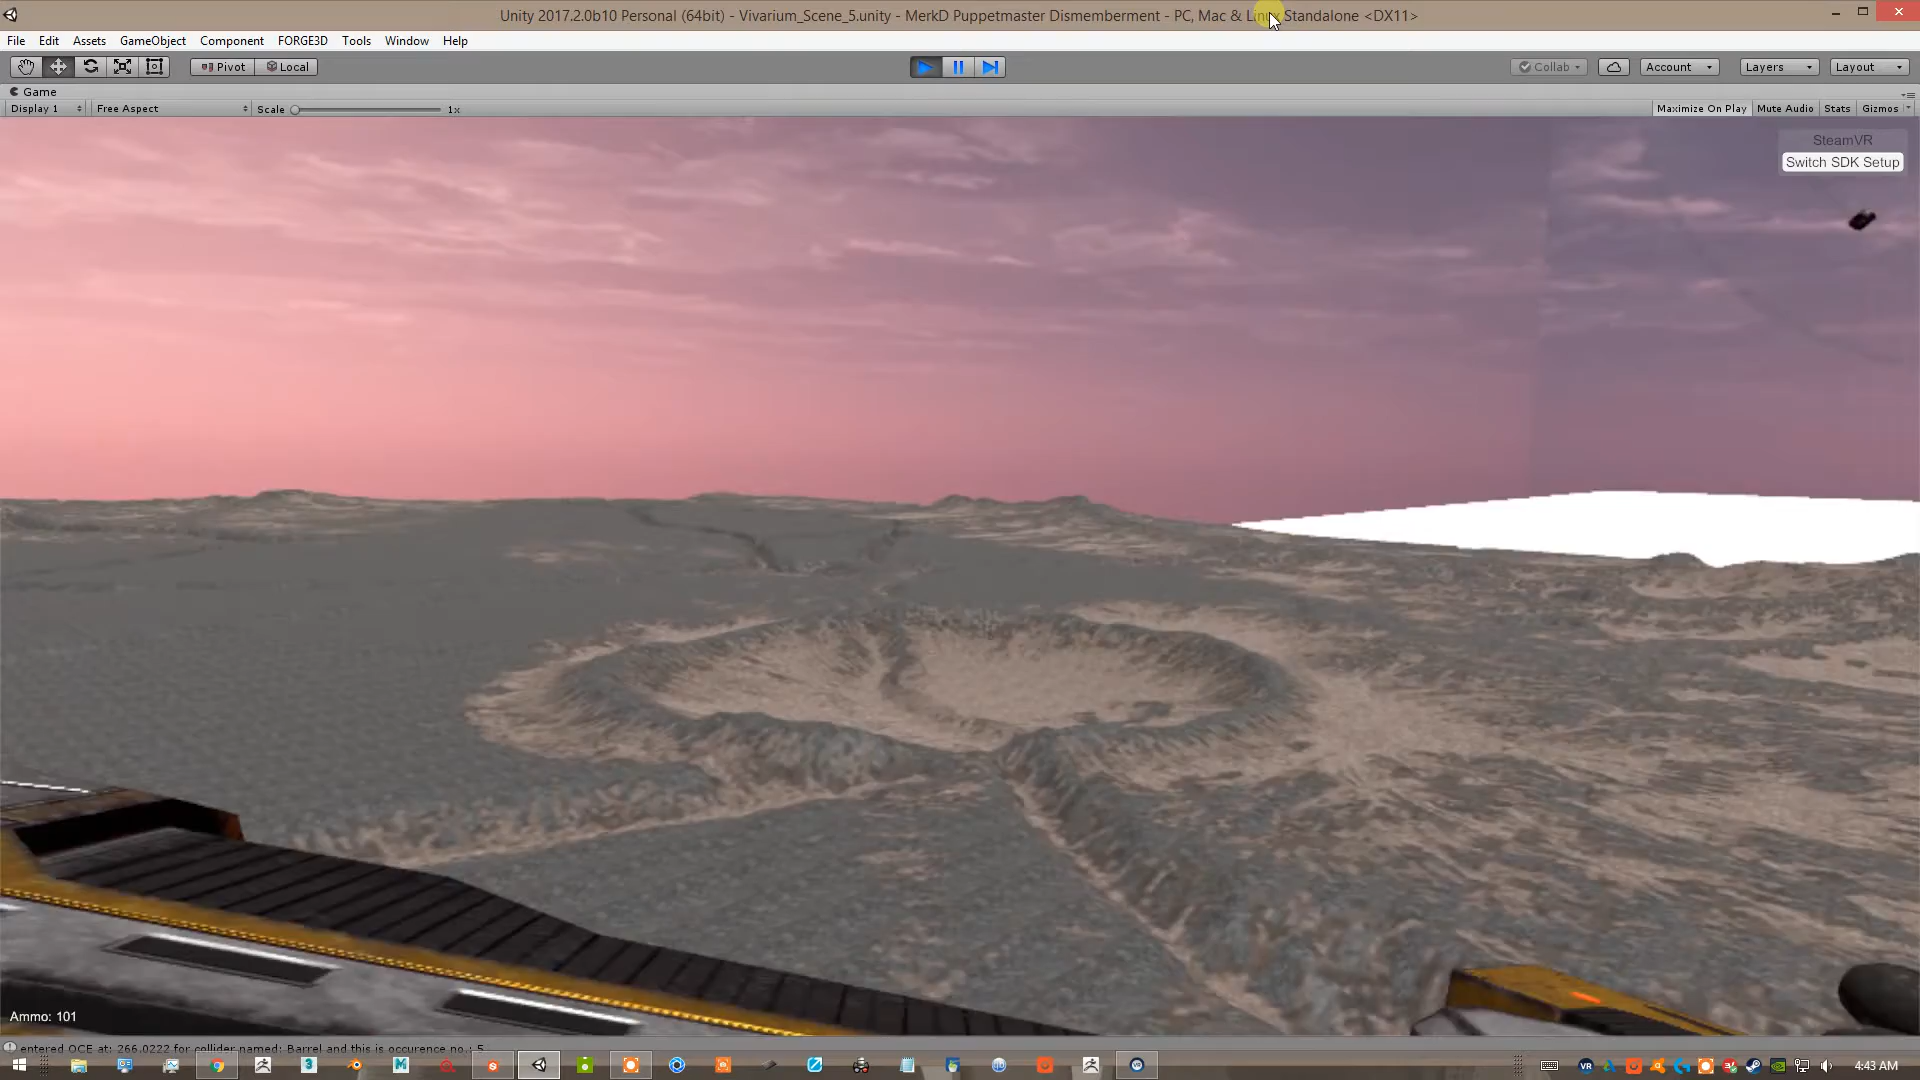 Unity 2017.2.0b10 Personal (64bit) - Vivarium_Scene_5.unity - MerkD Puppetmaster Dismemberment - PC, Mac & Linux Standalone <DX11>
File Edit Assets GameObject Component FORGE3D Tools Window Help
Pivot Local Collab Account Layers Layout
Game
Display 1 Free Aspect Scale 1x Maximize On Play Mute Audio Stats Gizmos
SteamVR
Switch SDK Setup
Ammo: 101
entered OCE at: 266.0222 for collider named: Barrel and this is occurence no.: 5
4:43 AM